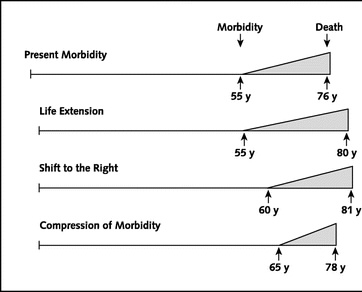 Morbidity Death
Present Morbidity
55 y 76 y
Life Extension
55 y 80 y
Shift to the Right
60 y 81 y
Compression of Morbidity
65 y 78 y